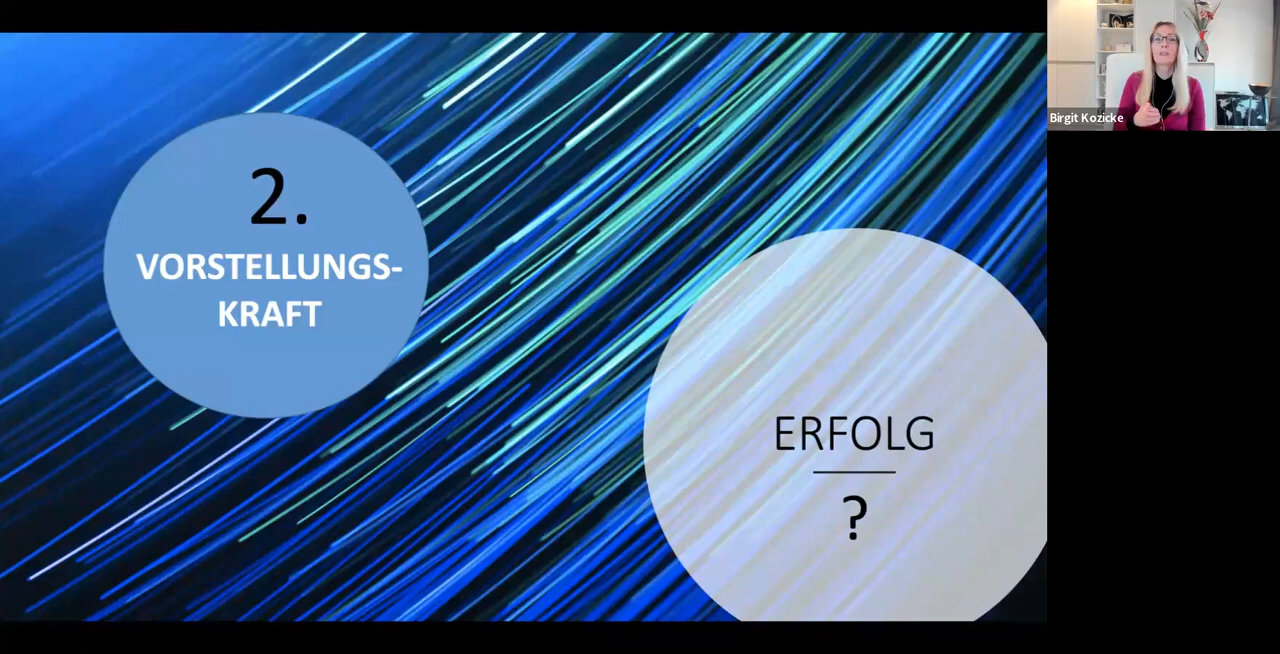 2.
VORSTELLUNGS-
KRAFT
ERFOLG
?
Birgit Kozicke